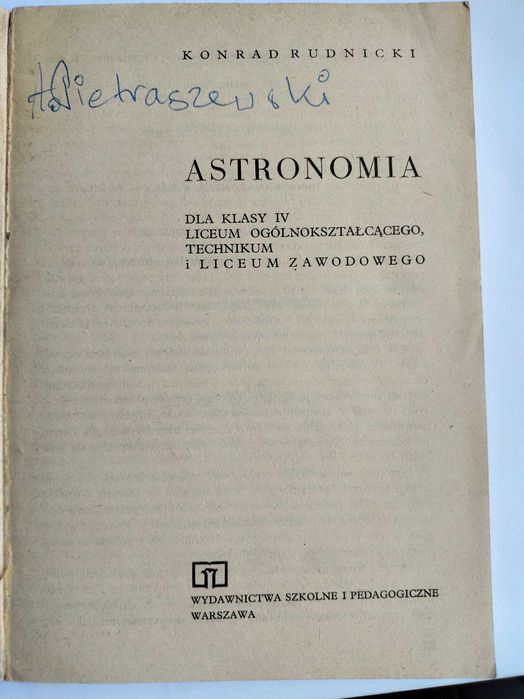 KONRAD RUDNICKI
Pietraszewski
ASTRONOMIA
DLA KLASY IV
LICEUM OGÓLNOKSZTAŁCĄCEGO,
TECHNIKUM
i LICEUM ZAWODOWEGO
WYDAWNICTWA SZKOLNE I PEDAGOGICZNE
WARSZAWA